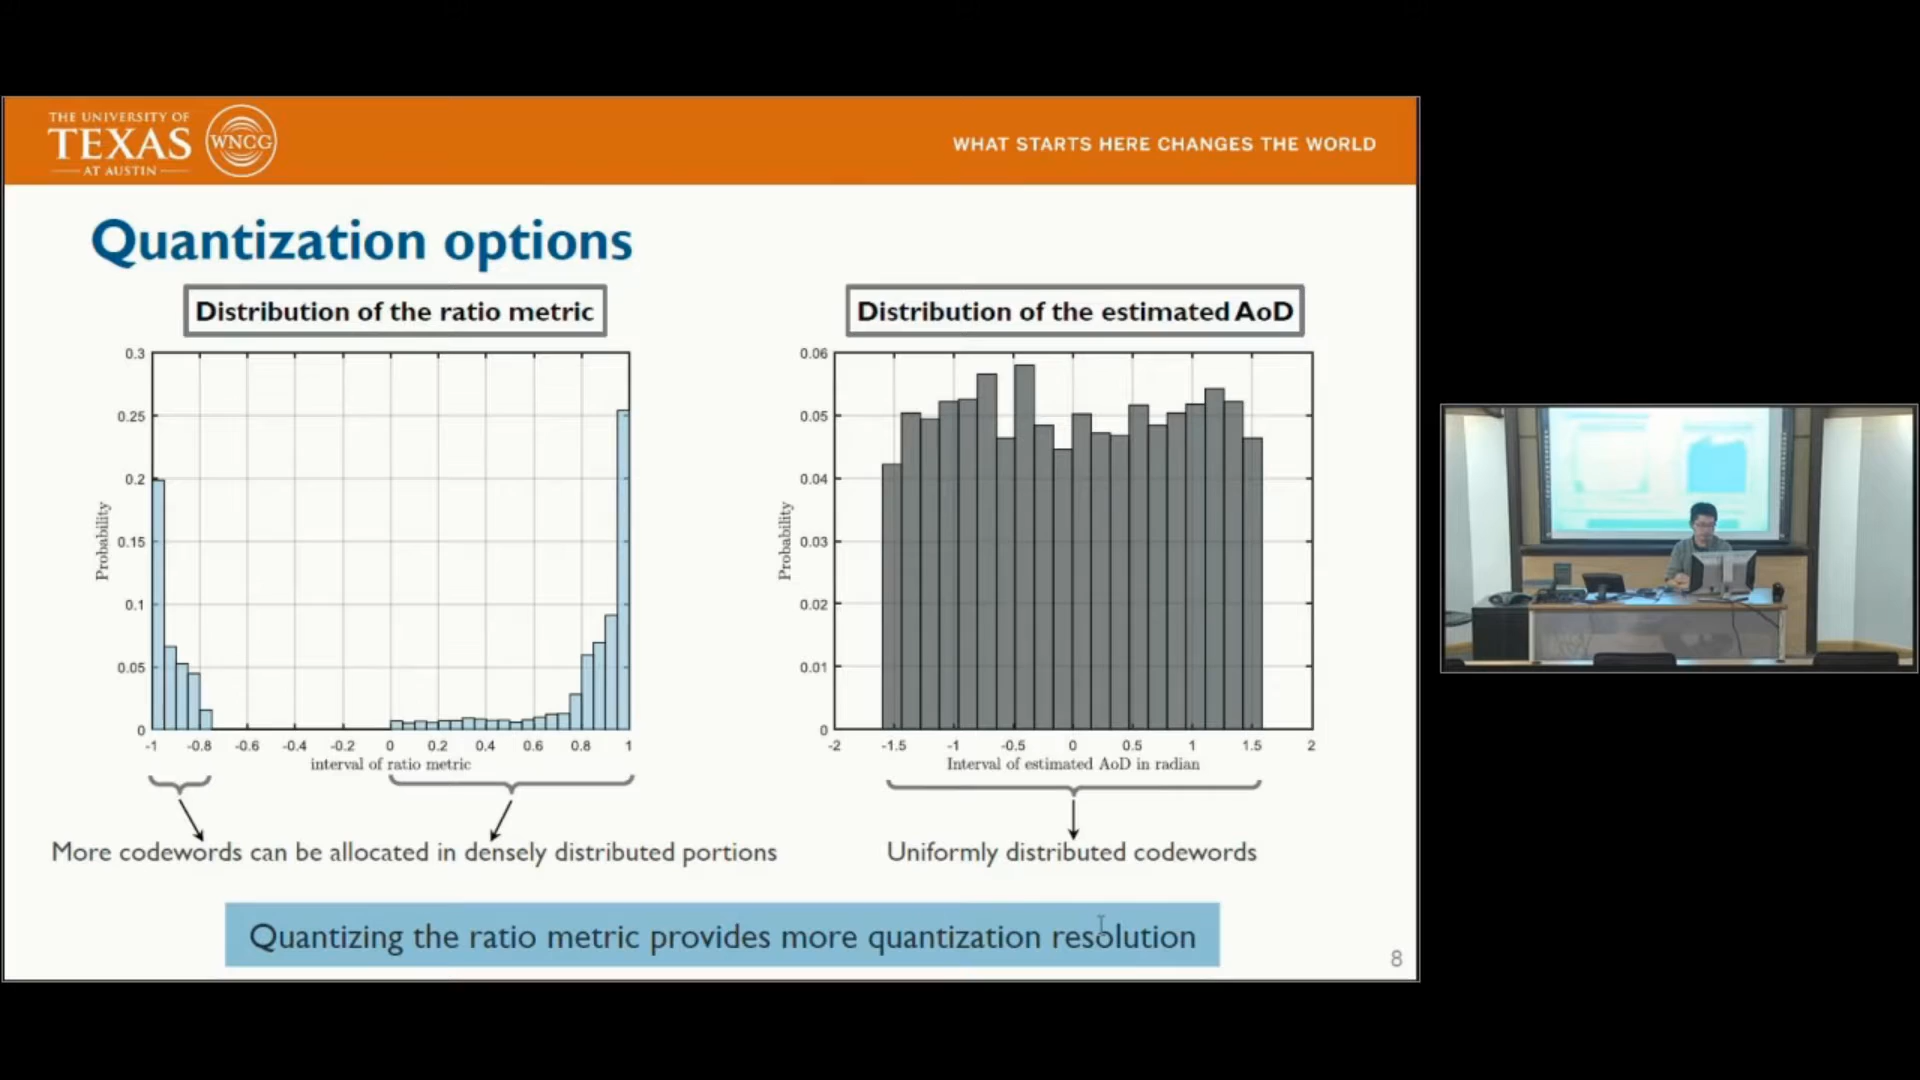 THE UNIVERSITY OF
TEXAS
AT AUSTIN
WNCG
WHAT STARTS HERE CHANGES THE WORLD
Quantization options
Distribution of the ratio metric
Distribution of the estimated AoD
0.3
0.25
0.2
0.15
0.1
0.05
0
Probability
-1 -0.8 -0.6 -0.4 -0.2 0 0.2 0.4 0.6 0.8 1
interval of ratio metric
0.06
0.05
0.04
0.03
0.02
0.01
0
Probability
-2 -1.5 -1 -0.5 0 0.5 1 1.5 2
Interval of estimated AoD in radian
More codewords can be allocated in densely distributed portions
Uniformly distributed codewords
Quantizing the ratio metric provides more quantization resolution
8